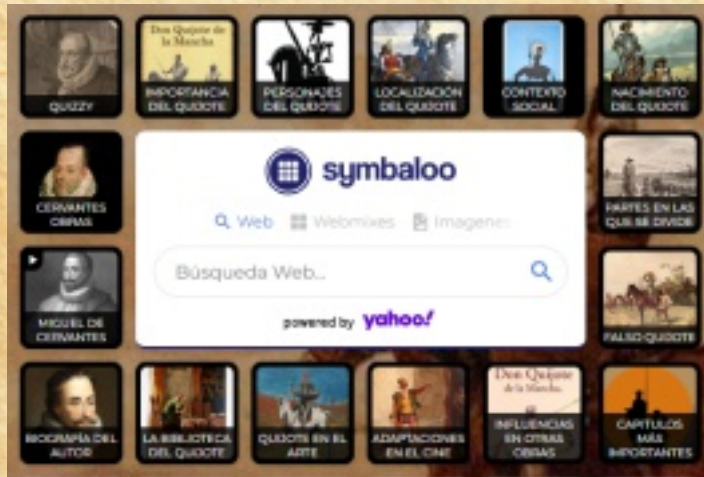 QUIZZY
Don Quijote de
la Mancha
IMPORTANCIA
DEL QUIJOTE
PERSONAJES
DEL QUIJOTE
LOCALIZACIÓN
DEL QUIJOTE
CONTEXTO
SOCIAL
NACIMIENTO
DEL QUIJOTE
CERVANTES
OBRAS
symbaloo
Web
Webmixes
Imagenes
Búsqueda Web...
powered by yahoo!
PARTES EN LAS
QUE SE DIVIDE
MIGUEL DE
CERVANTES
FALSO QUIJOTE
BIOGRAFÍA DEL
AUTOR
LA BIBLIOTECA
DEL QUIJOTE
QUIJOTE EN EL
ARTE
ADAPTACIONES
EN EL CINE
Don Quijote
de la Mancha.
INFLUENCIAS
EN OTRAS
OBRAS
CAPITULOS
MÁS
IMPORTANTES